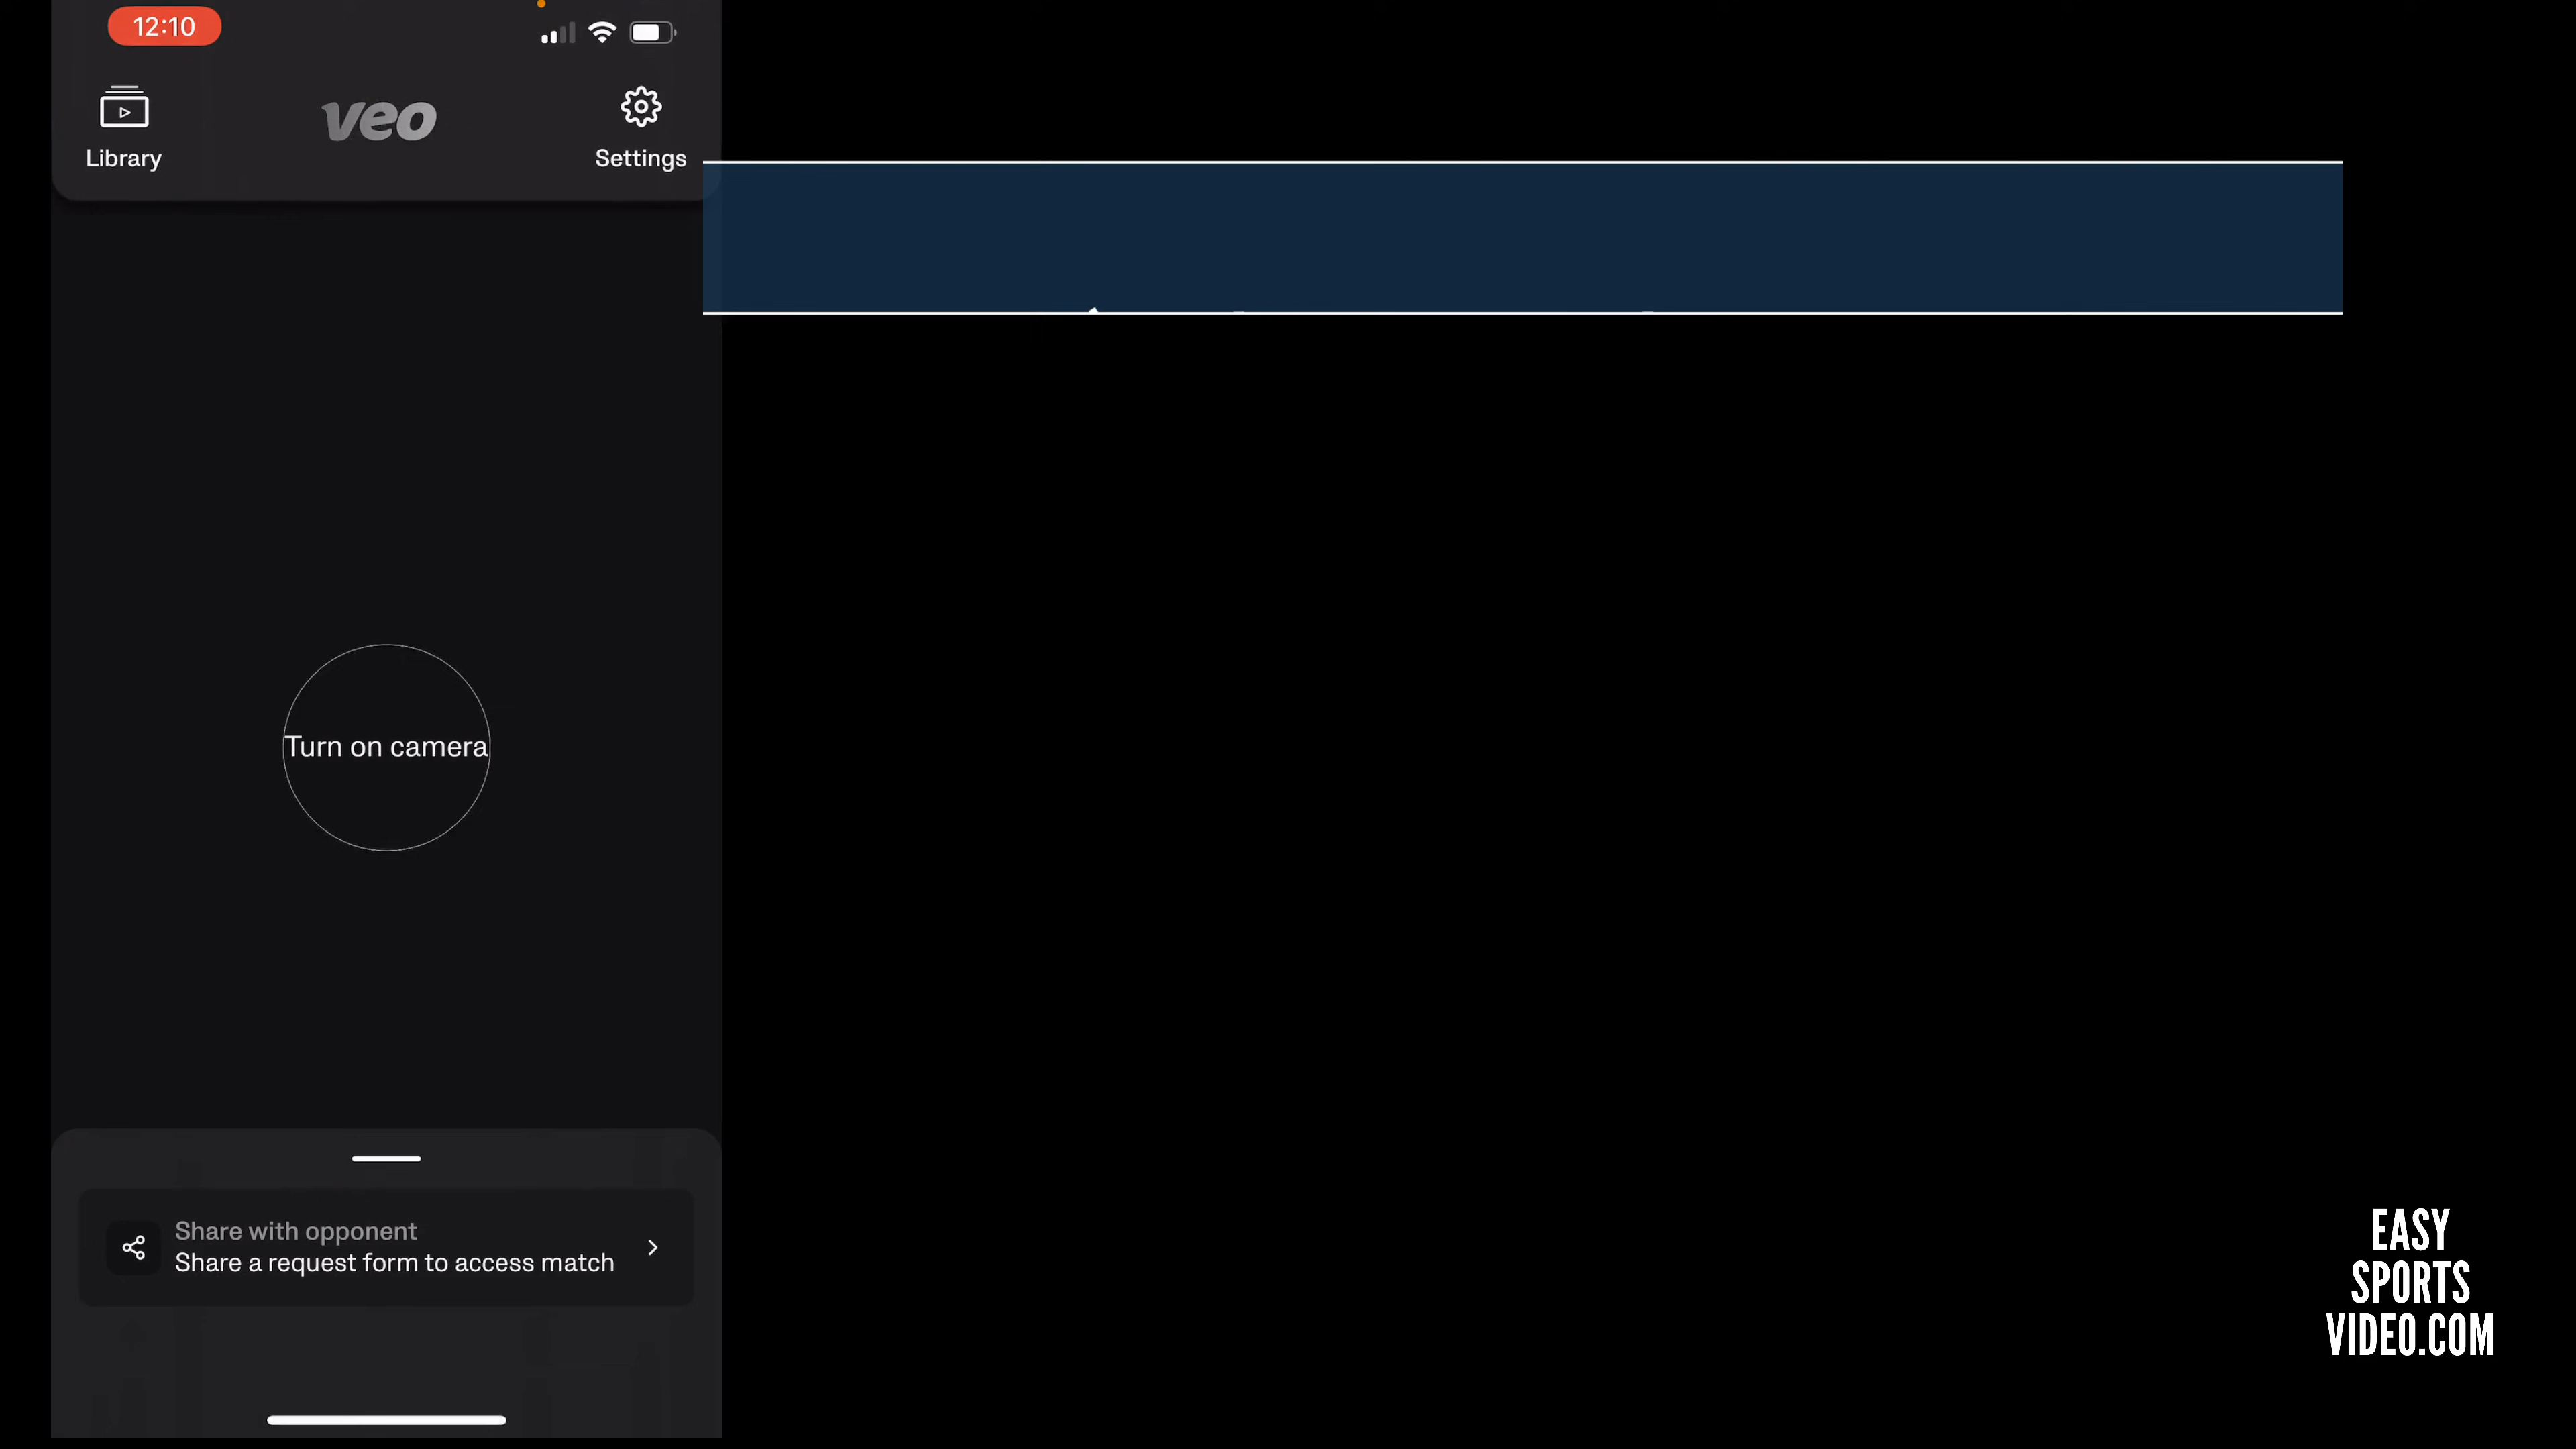 12:10
Library
veo
Settings
Turn on camera
Share with opponent
Share a request form to access match
EASY
SPORTS
VIDEO.COM